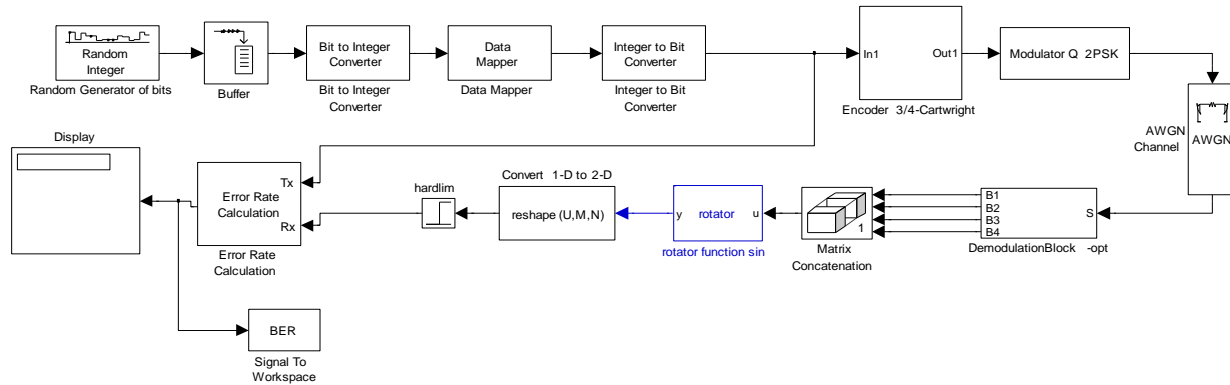 Random
Integer
Random Generator of bits
Buffer
Bit to Integer
Converter
Bit to Integer
Converter
Data
Mapper
Data Mapper
Integer to Bit
Converter
Integer to Bit
Converter
In1
Out1
Encoder 3/4-Cartwright
Modulator Q 2PSK
AWGN
Channel
AWGN
Display
Tx
Error Rate
Calculation
Rx
Error Rate
Calculation
hardlim
Convert 1-D to 2-D
reshape (U,M,N)
y
rotator
u
rotator function sin
1
Matrix
Concatenation
B1
B2
B3
B4
S
DemodulationBlock -opt
BER
Signal To
Workspace